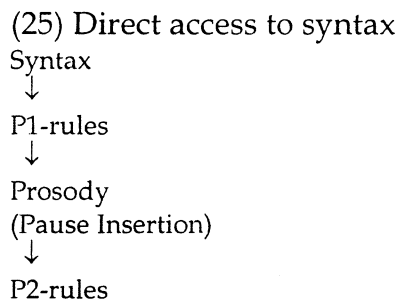 (25) Direct access to syntax
Syntax
↓
P1-rules
↓
Prosody
(Pause Insertion)
↓
P2-rules